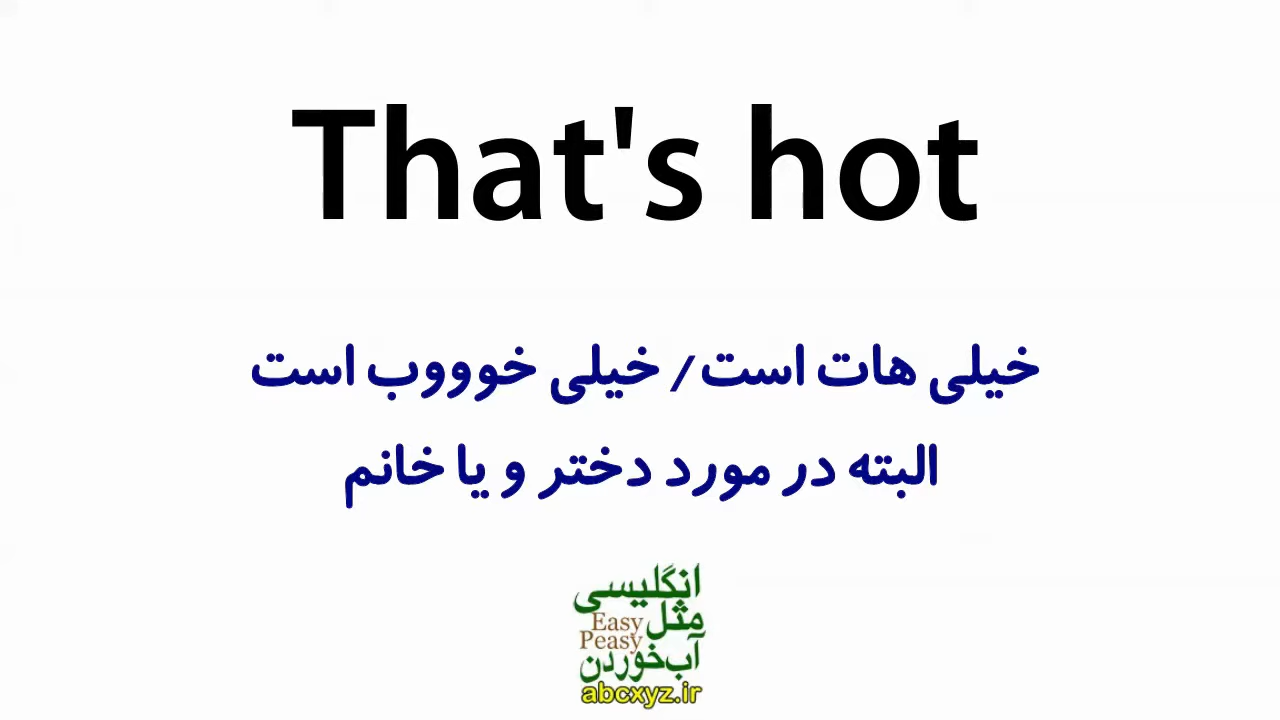 That's hot
خیلی هات است/ خیلی خوووب است
البته در مورد دختر و یا خانم
انگلیسی
مثل Easy
Peasy
آب‌خوردن
abcxyz.ir